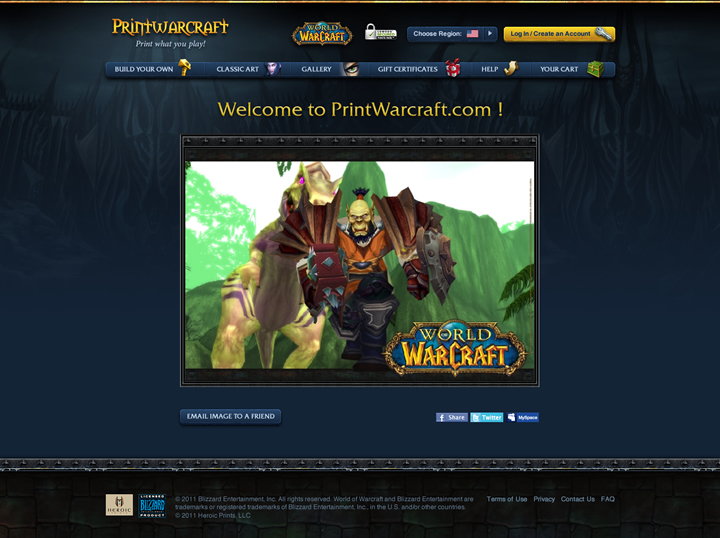 PRINTWARCRAFT
Print what you play!
WORLD OF WARCRAFT
Choose Region:
Log In / Create an Account
BUILD YOUR OWN
CLASSIC ART
GALLERY
GIFT CERTIFICATES
HELP
YOUR CART
Welcome to PrintWarcraft.com !
WORLD OF WARCRAFT
EMAIL IMAGE TO A FRIEND
Share
Twitter
MySpace
HEROIC
LICENSED
BLIZZARD
PRODUCT
© 2011 Blizzard Entertainment, Inc. All rights reserved. World of Warcraft and Blizzard Entertainment are
trademarks or registered trademarks of Blizzard Entertainment, Inc., in the U.S. and/or other countries.
© 2011 Heroic Prints, LLC
Terms of Use
Privacy
Contact Us
FAQ